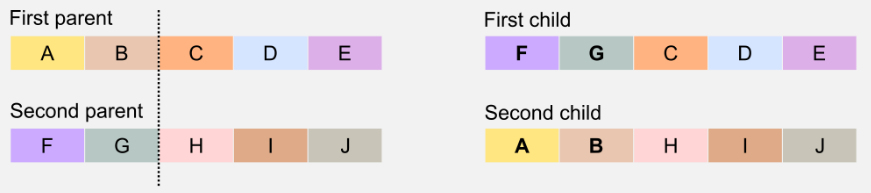 First parent
A B C D E
Second parent
F G H I J
First child
F G C D E
Second child
A B H I J